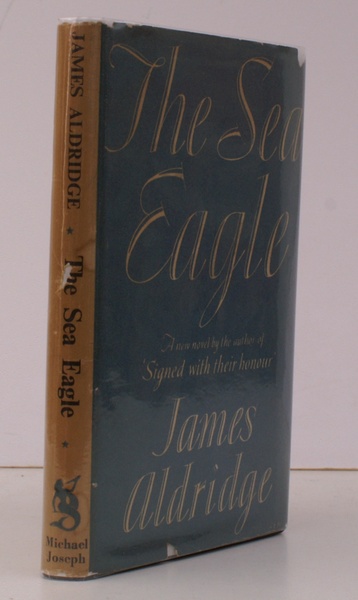 JAMES ALDRIDGE * The Sea Eagle *
Michael
Joseph
The Sea
Eagle
A new novel by the author of
'Signed with their honour
James
Aldridge